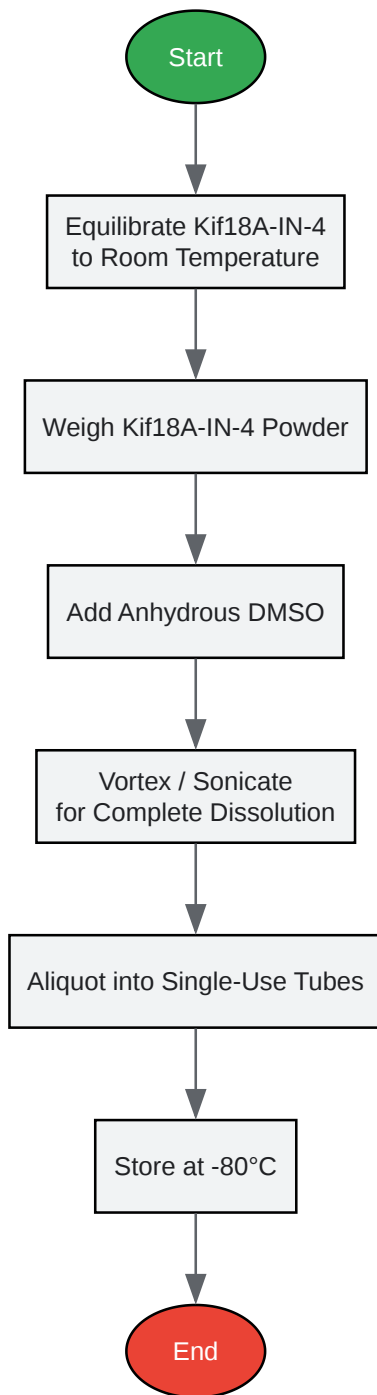 Start
Equilibrate Kif18A-IN-4
to Room Temperature
Weigh Kif18A-IN-4 Powder
Add Anhydrous DMSO
Vortex / Sonicate
for Complete Dissolution
Aliquot into Single-Use Tubes
Store at -80°C
End